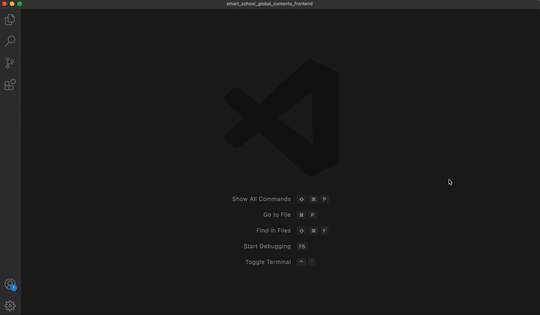 smart_school_global_contents_frontend
Show All Commands ⇧ ⌘ P
Go to File ⌘ P
Find in Files ⇧ ⌘ F
Start Debugging F5
Toggle Terminal ^ `